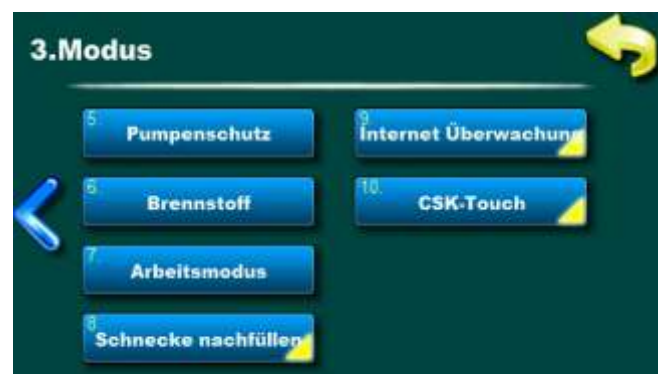 3.Modus
5.
Pumpenschutz
6.
Brennstoff
7.
Arbeitsmodus
8.
Schnecke nachfüllen
9.
Internet Überwachung
10.
CSK-Touch